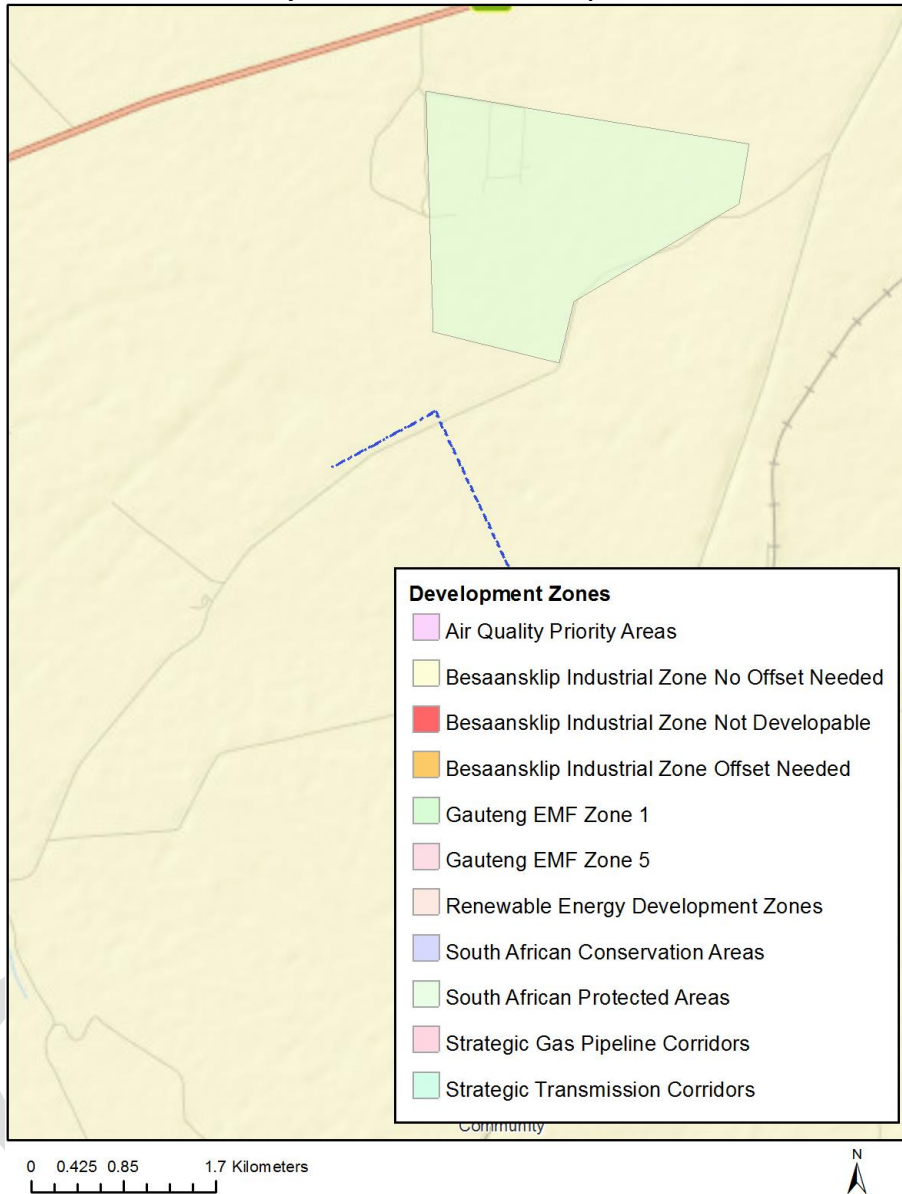 Development Zones
Air Quality Priority Areas
Besaansklip Industrial Zone No Offset Needed
Besaansklip Industrial Zone Not Developable
Besaansklip Industrial Zone Offset Needed
Gauteng EMF Zone 1
Gauteng EMF Zone 5
Renewable Energy Development Zones
South African Conservation Areas
South African Protected Areas
Strategic Gas Pipeline Corridors
Strategic Transmission Corridors
Community
0 0.425 0.85 1.7 Kilometers
N